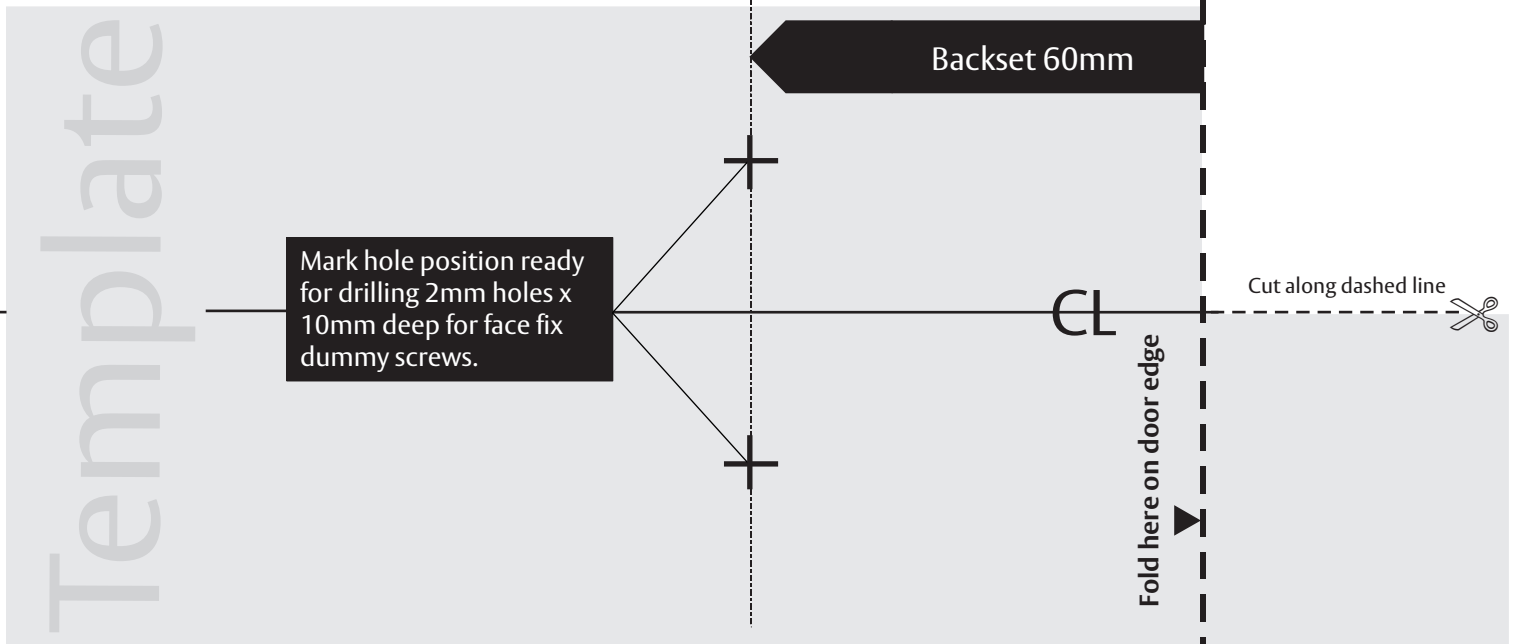 Template
Backset 60mm
Mark hole position ready
for drilling 2mm holes x
10mm deep for face fix
dummy screws.
CL
Cut along dashed line
Fold here on door edge